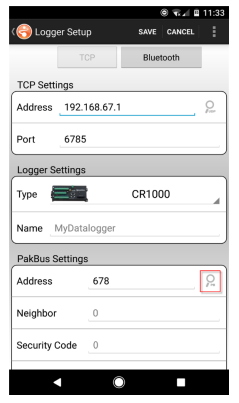 11:33
Logger Setup SAVE CANCEL
TCP Bluetooth
TCP Settings
Address 192.168.67.1
Port 6785
Logger Settings
Type CR1000
Name MyDatalogger
PakBus Settings
Address 678
Neighbor 0
Security Code 0